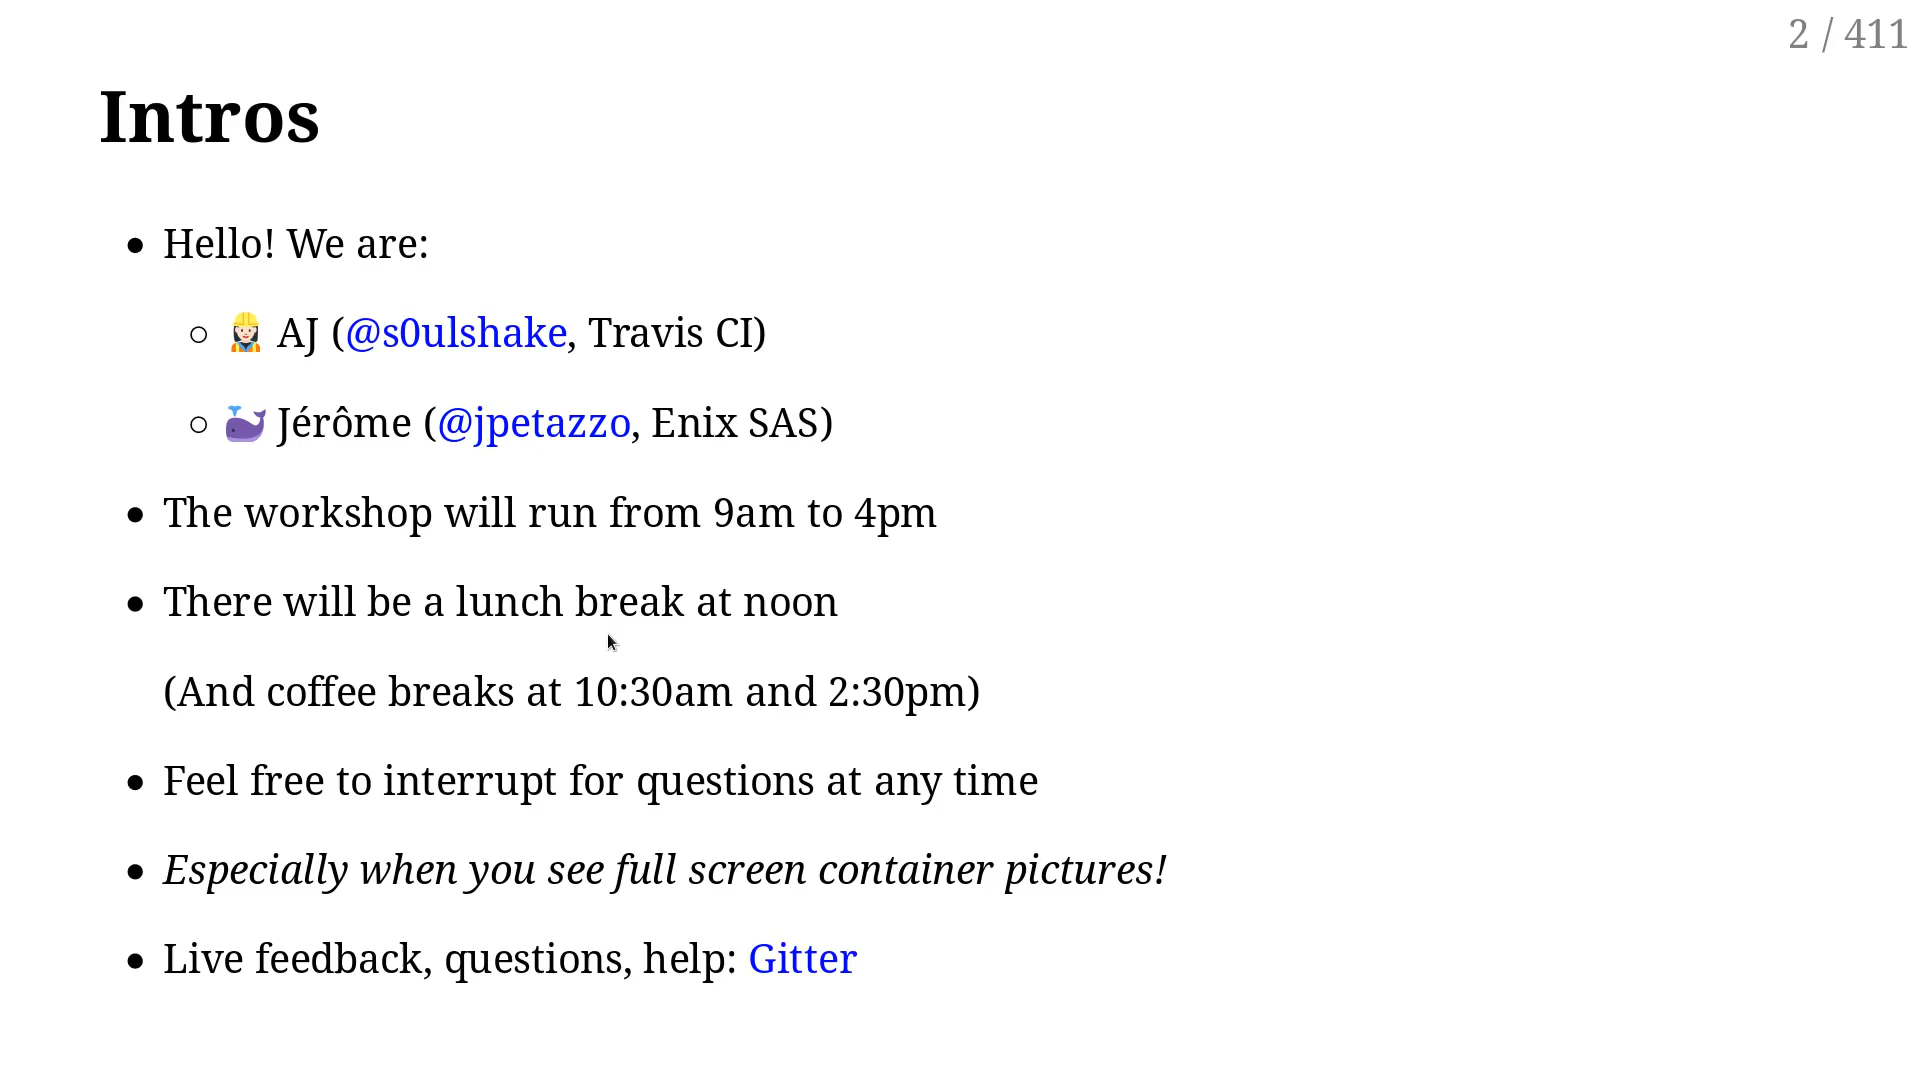 2 / 411
Intros
Hello! We are:
AJ (@s0ulshake, Travis CI)
Jérôme (@jpetazzo, Enix SAS)
The workshop will run from 9am to 4pm
There will be a lunch break at noon
(And coffee breaks at 10:30am and 2:30pm)
Feel free to interrupt for questions at any time
Especially when you see full screen container pictures!
Live feedback, questions, help: Gitter